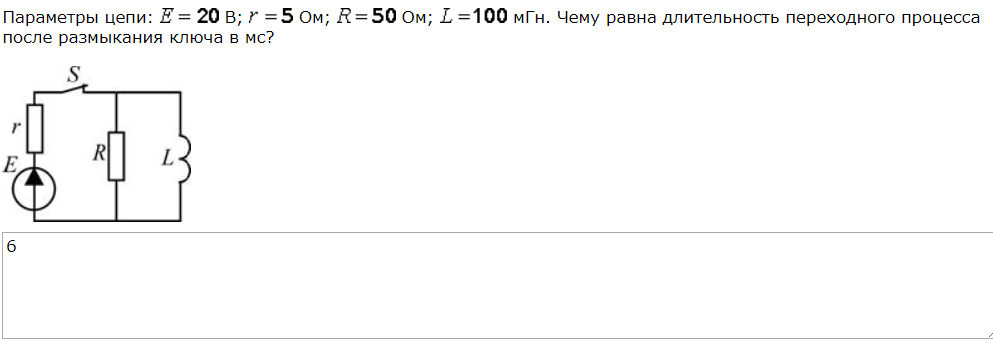 Параметры цепи: E = 20 В; r = 5 Ом; R = 50 Ом; L = 100 мГн. Чему равна длительность переходного процесса
после размыкания ключа в мс?
S
r
R
L
E
6